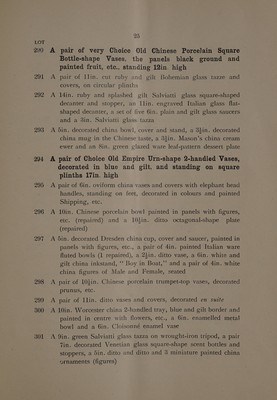 25
LOT
290 A pair of very Choice Old Chinese Porcelain Square
Bottle-shape Vases, the panels black ground and
painted fruit, etc., standing 12in. high
291 A pair of 11in. cut ruby and gilt Bohemian glass tazze and
covers, on circular plinths
292 A 14in. ruby and splashed gilt Salviatti glass square-shaped
decanter and stopper, an 11in. engraved Italian glass flat-
shaped decanter, a set of five 6in. plain and gilt glass saucers
and a 3in. Salviatti glass tazza
293 A 6in. decorated china bowl, cover and stand, a 3½in. decorated
china mug in the Chinese taste, a 3½in. Mason's china cream
ewer and an 8in. green glazed ware leaf-pattern dessert plate
294 A pair of Choice Old Empire Urn-shape 2-handled Vases,
decorated in blue and gilt, and standing on square
plinths 17in. high
295 A pair of 6in. oviform china vases and covers with elephant head
handles, standing on feet, decorated in colours and painted
Shipping, etc.
296 A 10in. Chinese porcelain bowl painted in panels with figures,
etc. (repaired) and a 10½in. ditto octagonal-shape plate
(repaired)
297 A 5in. decorated Dresden china cup, cover and saucer, painted in
panels with figures, etc., a pair of 4in. painted Italian ware
fluted bowls (1 repaired), a 2½in. ditto vase, a 6in. white and
gilt china inkstand, " Boy in Boat," and a pair of 4in. white
china figures of Male and Female, seated
298 A pair of 10½in. Chinese porcelain trumpet-top vases, decorated
prunus, etc.
299 A pair of 11in. ditto vases and covers, decorated en suite
300 A 10in. Worcester china 2-handled tray, blue and gilt border and
painted in centre with flowers, etc., a 6in. enamelled metal
bowl and a 6in. Cloisonné enamel vase
301 A 9in. green Salviatti glass tazza on wrought-iron tripod, a pair
7in. decorated Venetian glass square-shape scent bottles and
stoppers, a 5in. ditto and ditto and 3 miniature painted china
ornaments (figures)